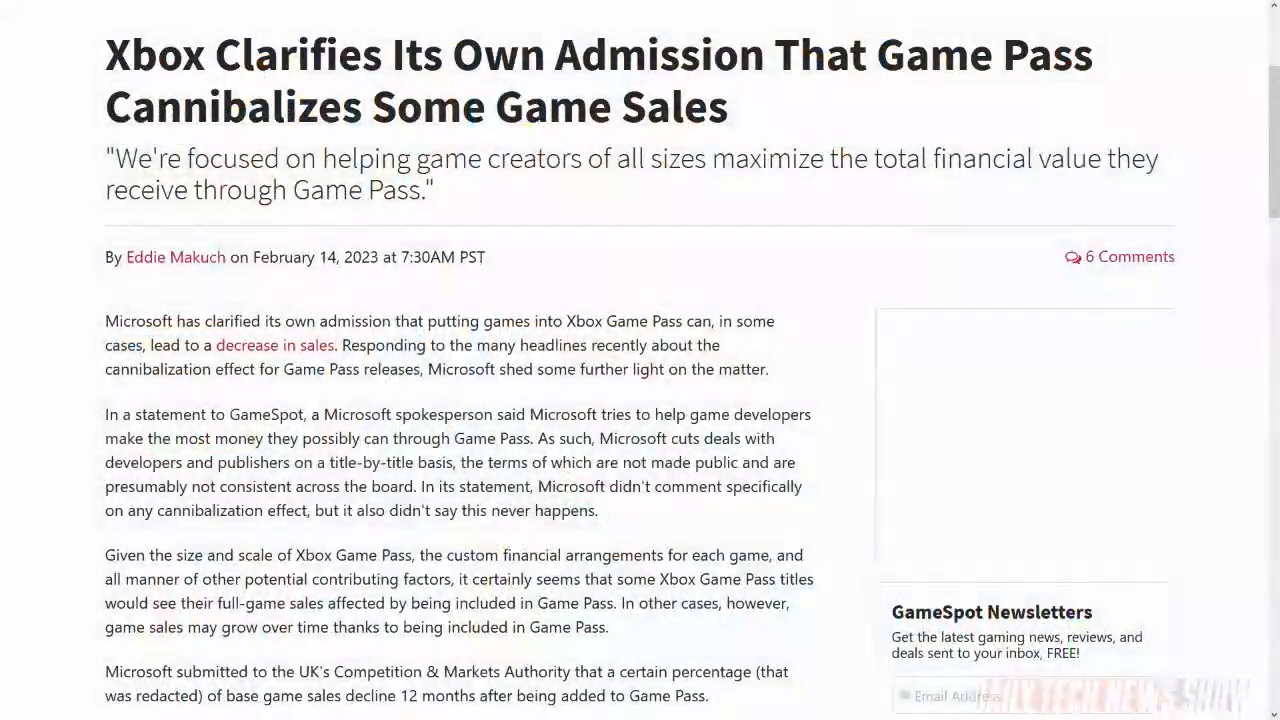 Xbox Clarifies Its Own Admission That Game Pass
Cannibalizes Some Game Sales
"We're focused on helping game creators of all sizes maximize the total financial value they
receive through Game Pass."
By Eddie Makuch on February 14, 2023 at 7:30AM PST
6 Comments
Microsoft has clarified its own admission that putting games into Xbox Game Pass can, in some
cases, lead to a decrease in sales. Responding to the many headlines recently about the
cannibalization effect for Game Pass releases, Microsoft shed some further light on the matter.
In a statement to GameSpot, a Microsoft spokesperson said Microsoft tries to help game developers
make the most money they possibly can through Game Pass. As such, Microsoft cuts deals with
developers and publishers on a title-by-title basis, the terms of which are not made public and are
presumably not consistent across the board. In its statement, Microsoft didn't comment specifically
on any cannibalization effect, but it also didn't say this never happens.
Given the size and scale of Xbox Game Pass, the custom financial arrangements for each game, and
all manner of other potential contributing factors, it certainly seems that some Xbox Game Pass titles
would see their full-game sales affected by being included in Game Pass. In other cases, however,
game sales may grow over time thanks to being included in Game Pass.
Microsoft submitted to the UK's Competition & Markets Authority that a certain percentage (that
was redacted) of base game sales decline 12 months after being added to Game Pass.
GameSpot Newsletters
Get the latest gaming news, reviews, and
deals sent to your inbox, FREE!
Email Address
DAILY TECH NEWS SHOW